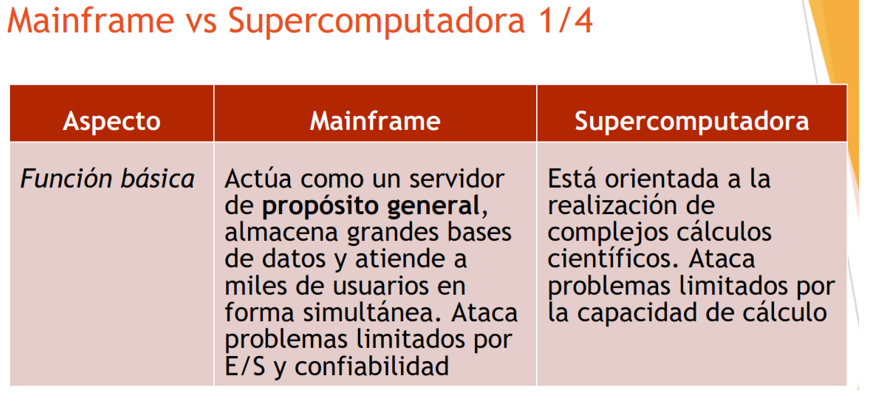 Mainframe vs Supercomputadora 1/4
Aspecto
Mainframe
Supercomputadora
Función básica
Actúa como un servidor
de propósito general,
almacena grandes bases
de datos y atiende a
miles de usuarios en
forma simultánea. Ataca
problemas limitados por
E/S y confiabilidad
Está orientada a la
realización de
complejos cálculos
científicos. Ataca
problemas limitados por
la capacidad de cálculo